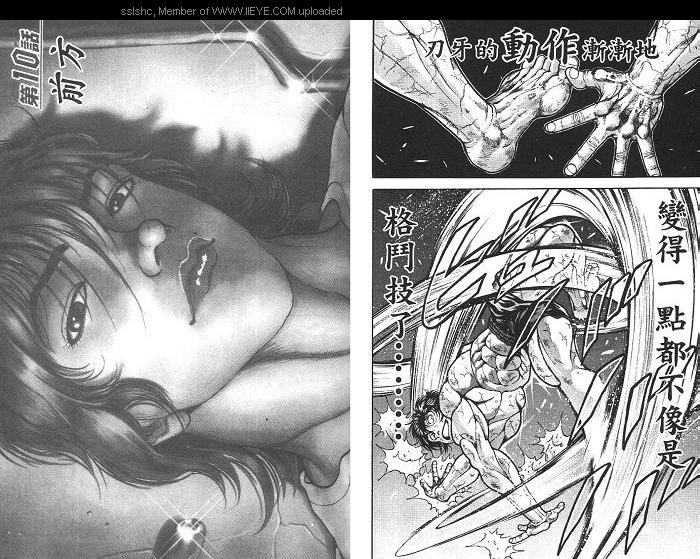 sslshc, Member of WWW.IIEYE.COM uploaded
刃牙的動作漸漸地
變得一點都不像是
格鬥技了………
第10話
前方